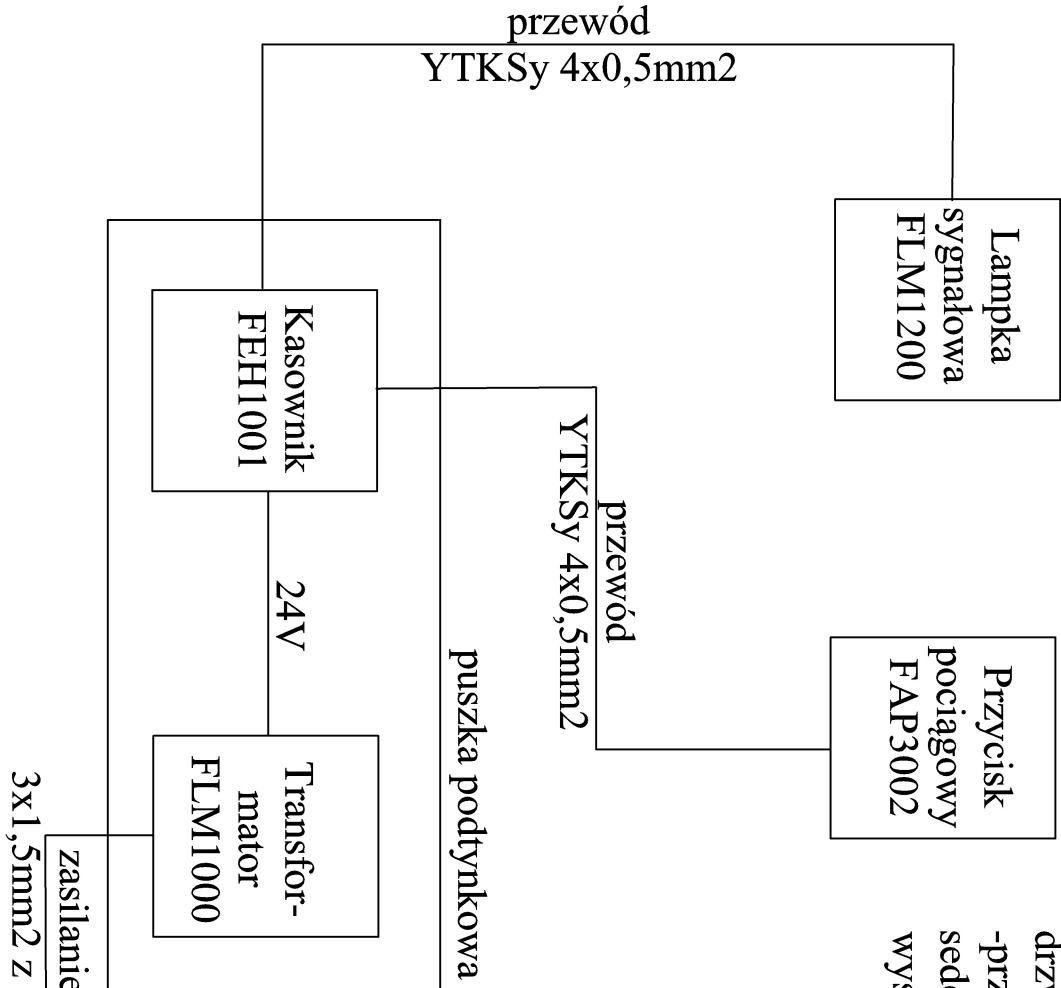 przewód
YTKSy 4x0,5mm2
Lampka
sygnałowa
FLM1200
Kasownik
FEH1001
przewód
YTKSy 4x0,5mm2
24V
Przycisk
pociągowy
FAP3002
puszka podtynkowa
Transfor-
mator
FLM1000
zasilanie
3x1,5mm2 z